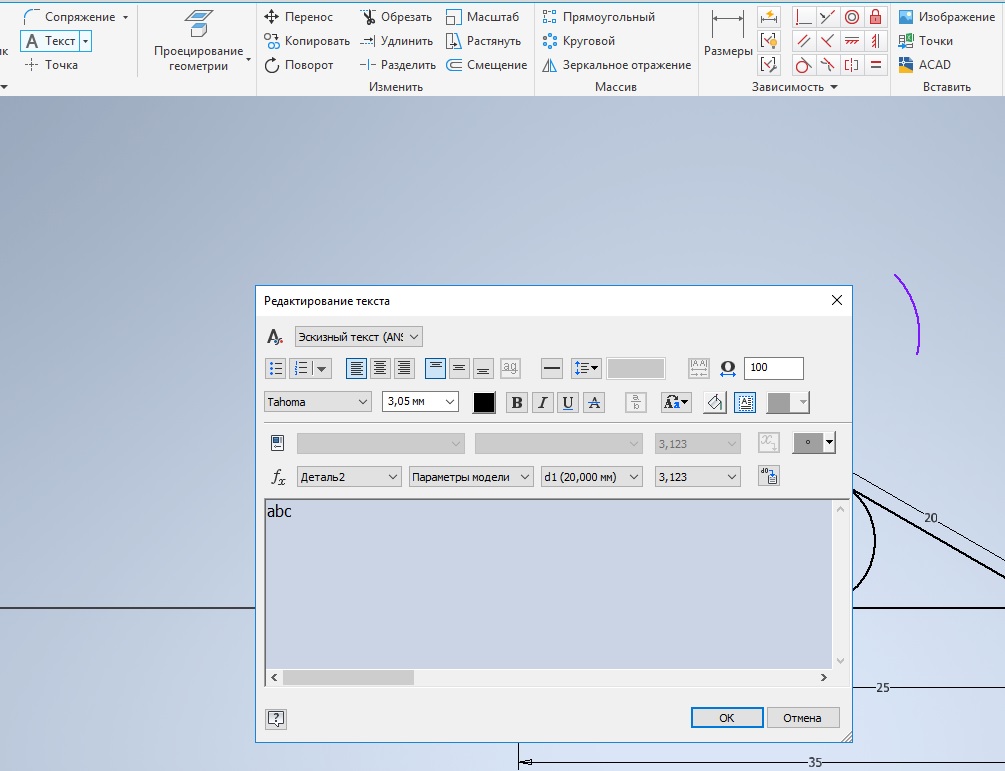 Сопряжение
Текст
Точка
Проецирование
геометрии
Перенос
Копировать
Поворот
Обрезать
Удлинить
Разделить
Масштаб
Растянуть
Смещение
Изменить
Прямоугольный
Круговой
Зеркальное отражение
Массив
Размеры
Зависимость
Изображение
Точки
ACAD
Вставить
Редактирование текста
Эскизный текст (ANS
100
Tahoma
3,05 мм
B I U A
3,123
Деталь2
Параметры модели
d1 (20,000 мм)
3,123
abc
OK
Отмена
20
25
35